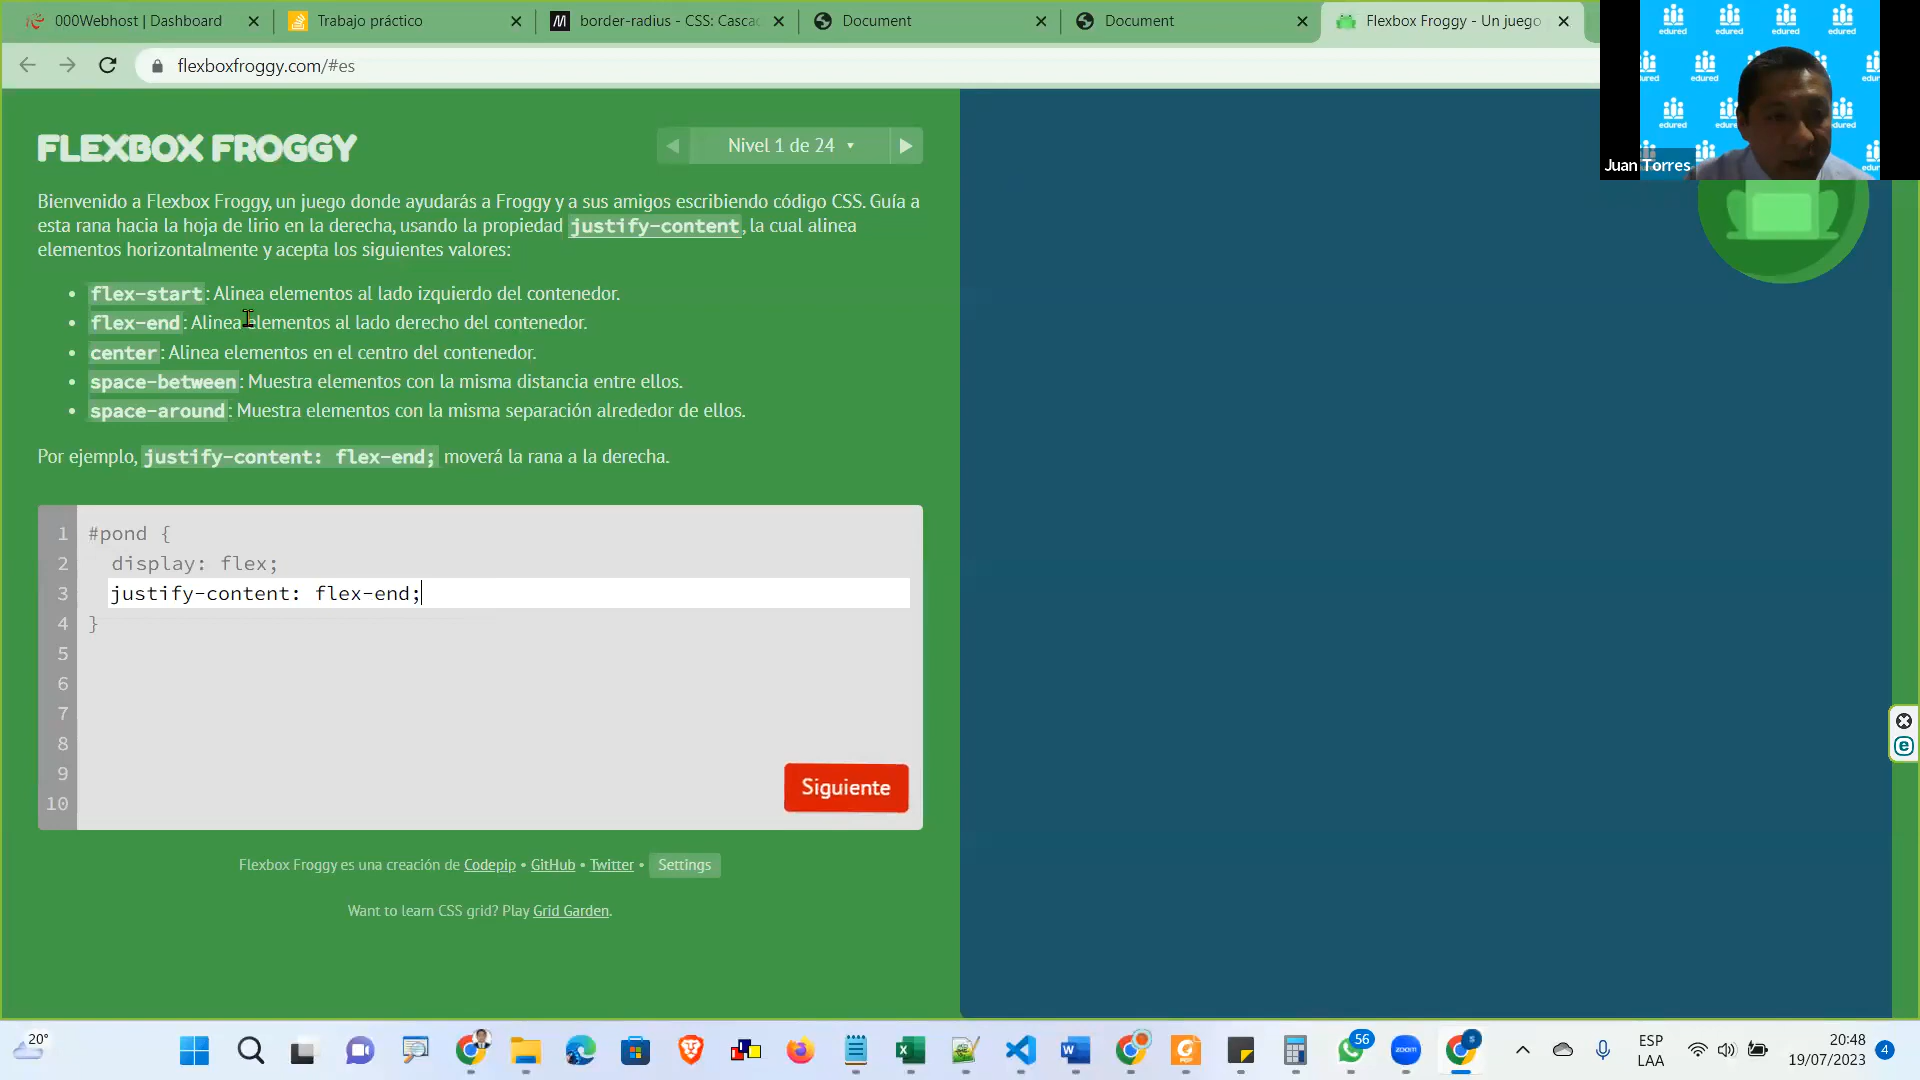 000Webhost | Dashboard
Trabajo práctico
border-radius - CSS: Casca
Document
Document
Flexbox Froggy - Un juego
flexboxfroggy.com/#es
edured edured edured edured
Juan Torres
FLEXBOX FROGGY
Nivel 1 de 24
Bienvenido a Flexbox Froggy, un juego donde ayudarás a Froggy y a sus amigos escribiendo código CSS. Guía a
esta rana hacia la hoja de lirio en la derecha, usando la propiedad justify-content, la cual alinea
elementos horizontalmente y acepta los siguientes valores:
• flex-start: Alinea elementos al lado izquierdo del contenedor.
• flex-end: Alinea elementos al lado derecho del contenedor.
• center: Alinea elementos en el centro del contenedor.
• space-between: Muestra elementos con la misma distancia entre ellos.
• space-around: Muestra elementos con la misma separación alrededor de ellos.
Por ejemplo, justify-content: flex-end; moverá la rana a la derecha.
1 #pond {
2 display: flex;
3 justify-content: flex-end;
4 }
5
6
7
8
9
10
Siguiente
Flexbox Froggy es una creación de Codepip • GitHub • Twitter • Settings
Want to learn CSS grid? Play Grid Garden.
20°
56
zoom
ESP
LAA
20:48
19/07/2023
4